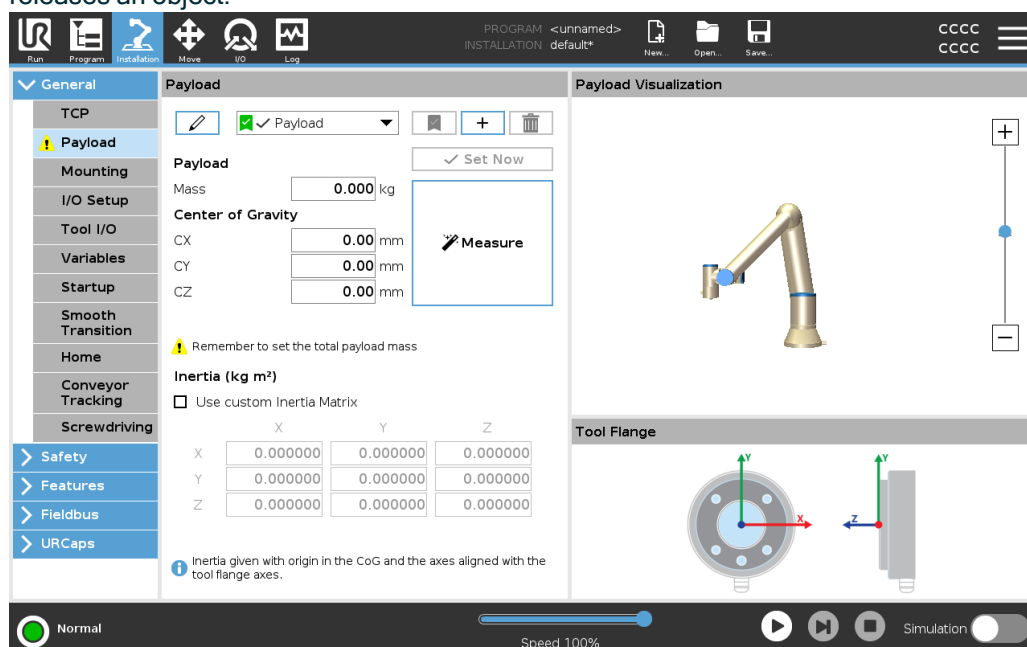 releases an object.
UR
PROGRAM <unnamed>
INSTALLATION default*
CCCC
CCCC
Run Program Installation Move I/O Log New... Open... Save...
General
TCP
Payload
Mounting
I/O Setup
Tool I/O
Variables
Startup
Smooth
Transition
Home
Conveyor
Tracking
Screwdriving
Safety
Features
Fieldbus
URCaps
Payload
Payload
Set Now
Payload
Mass 0.000 kg
Center of Gravity
CX 0.00 mm
CY 0.00 mm
CZ 0.00 mm
Measure
Remember to set the total payload mass
Inertia (kg m²)
Use custom Inertia Matrix
X Y Z
X 0.000000 0.000000 0.000000
Y 0.000000 0.000000 0.000000
Z 0.000000 0.000000 0.000000
Inertia given with origin in the CoG and the axes aligned with the
tool flange axes.
Payload Visualization
Tool Flange
Y Y
X Z
Normal
Speed 100%
Simulation